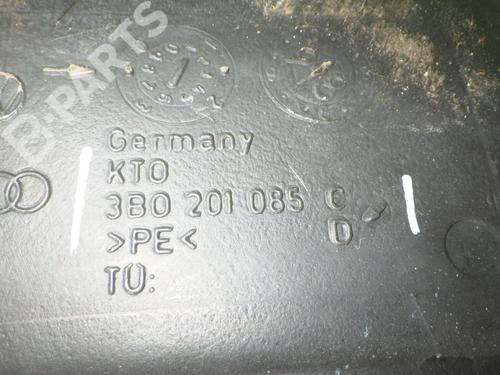 B-PARTS
Germany
KTO
3B0 201 085 C
D
>PE<
TÜ: